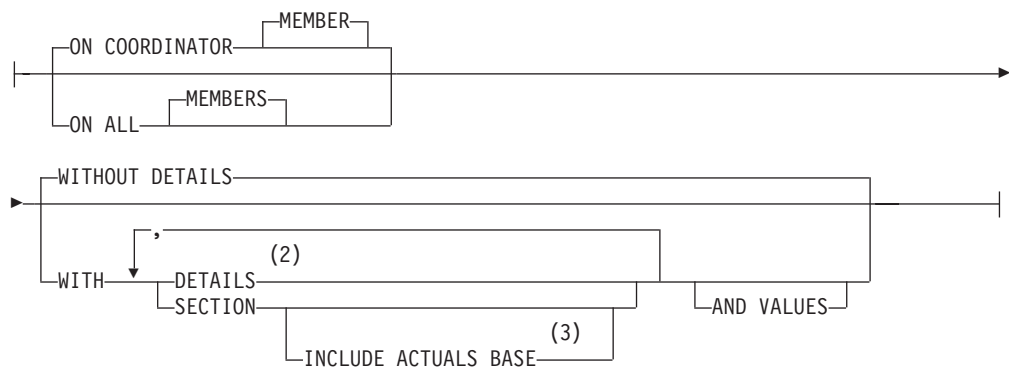 MEMBER
ON COORDINATOR
MEMBERS
ON ALL
WITHOUT DETAILS
,
(2)
WITH DETAILS
SECTION AND VALUES
(3)
INCLUDE ACTUALS BASE